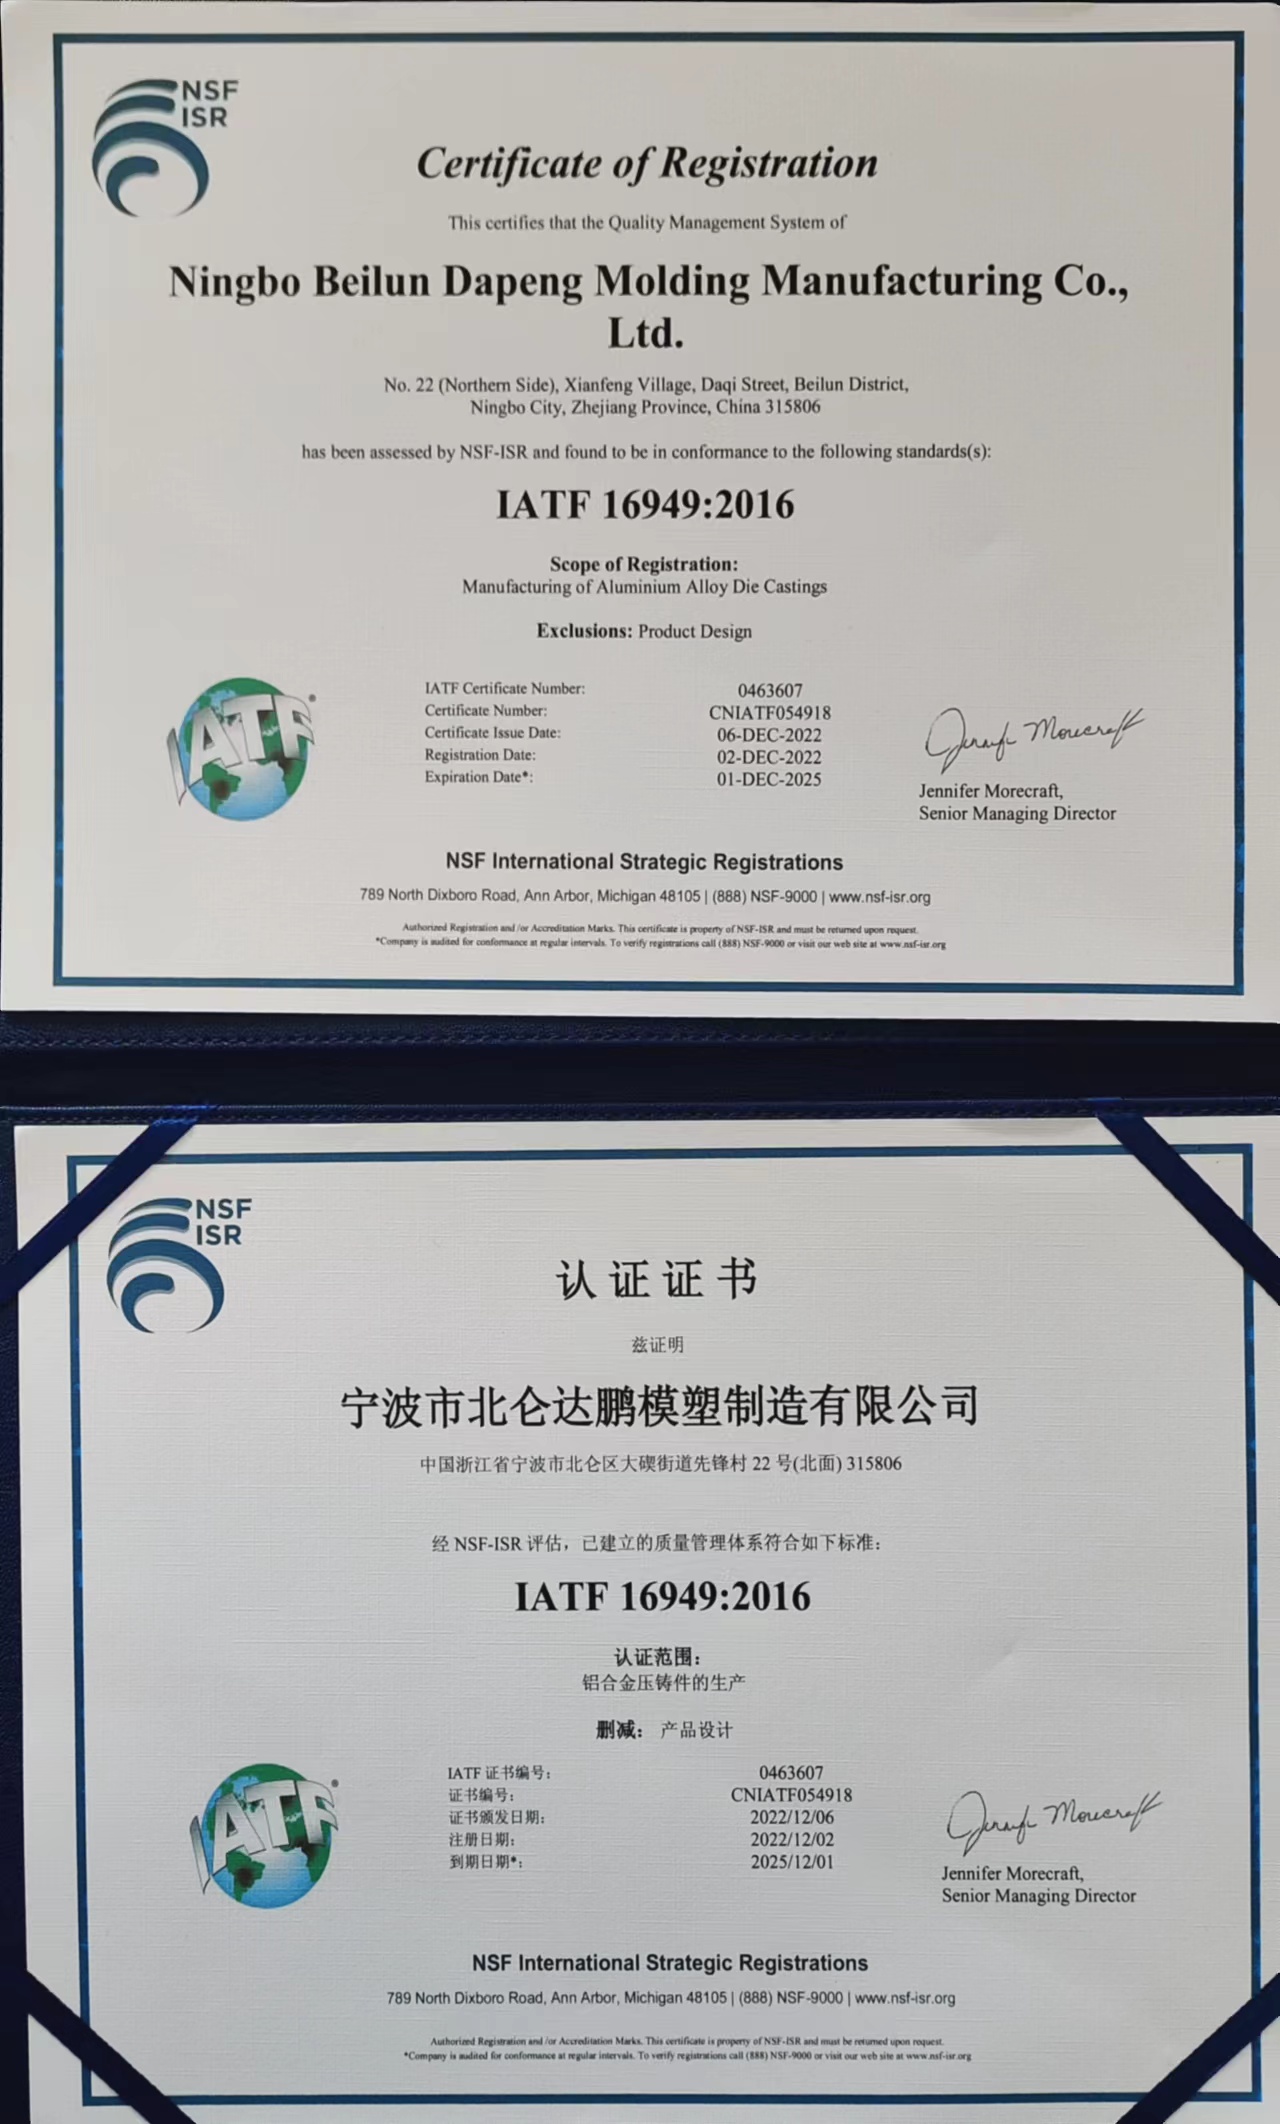 NSF
ISR
Certificate of Registration
This certifies that the Quality Management System of
Ningbo Beilun Dapeng Molding Manufacturing Co.,
Ltd.
No. 22 (Northern Side), Xianfeng Village, Daqi Street, Beilun District,
Ningbo City, Zhejiang Province, China 315806
has been assessed by NSF-ISR and found to be in conformance to the following standards(s):
IATF 16949:2016
Scope of Registration:
Manufacturing of Aluminium Alloy Die Castings
Exclusions: Product Design
IATF®
IATF Certificate Number: 0463607
Certificate Number: CNIATF054918
Certificate Issue Date: 06-DEC-2022
Registration Date: 02-DEC-2022
Expiration Date*: 01-DEC-2025
Jennifer Morecraft
Jennifer Morecraft,
Senior Managing Director
NSF International Strategic Registrations
789 North Dixboro Road, Ann Arbor, Michigan 48105 | (888) NSF-9000 | www.nsf-isr.org
Authorized Registration and /or Accreditation Marks. This certificate is property of NSF-ISR and must be returned upon request.
*Company is audited for conformance at regular intervals. To verify registrations call (888) NSF-9000 or visit our web site at www.nsf-isr.org
NSF
ISR
认证证书
兹证明
宁波市北仑达鹏模塑制造有限公司
中国浙江省宁波市北仑区大碶街道先锋村 22 号(北面) 315806
经 NSF-ISR 评估，已建立的质量管理体系符合如下标准：
IATF 16949:2016
认证范围：
铝合金压铸件的生产
删减： 产品设计
IATF®
IATF 证书编号： 0463607
证书编号： CNIATF054918
证书颁发日期： 2022/12/06
注册日期： 2022/12/02
到期日期*： 2025/12/01
Jennifer Morecraft
Jennifer Morecraft,
Senior Managing Director
NSF International Strategic Registrations
789 North Dixboro Road, Ann Arbor, Michigan 48105 | (888) NSF-9000 | www.nsf-isr.org
Authorized Registration and /or Accreditation Marks. This certificate is property of NSF-ISR and must be returned upon request.
*Company is audited for conformance at regular intervals. To verify registrations call (888) NSF-9000 or visit our web site at www.nsf-isr.org